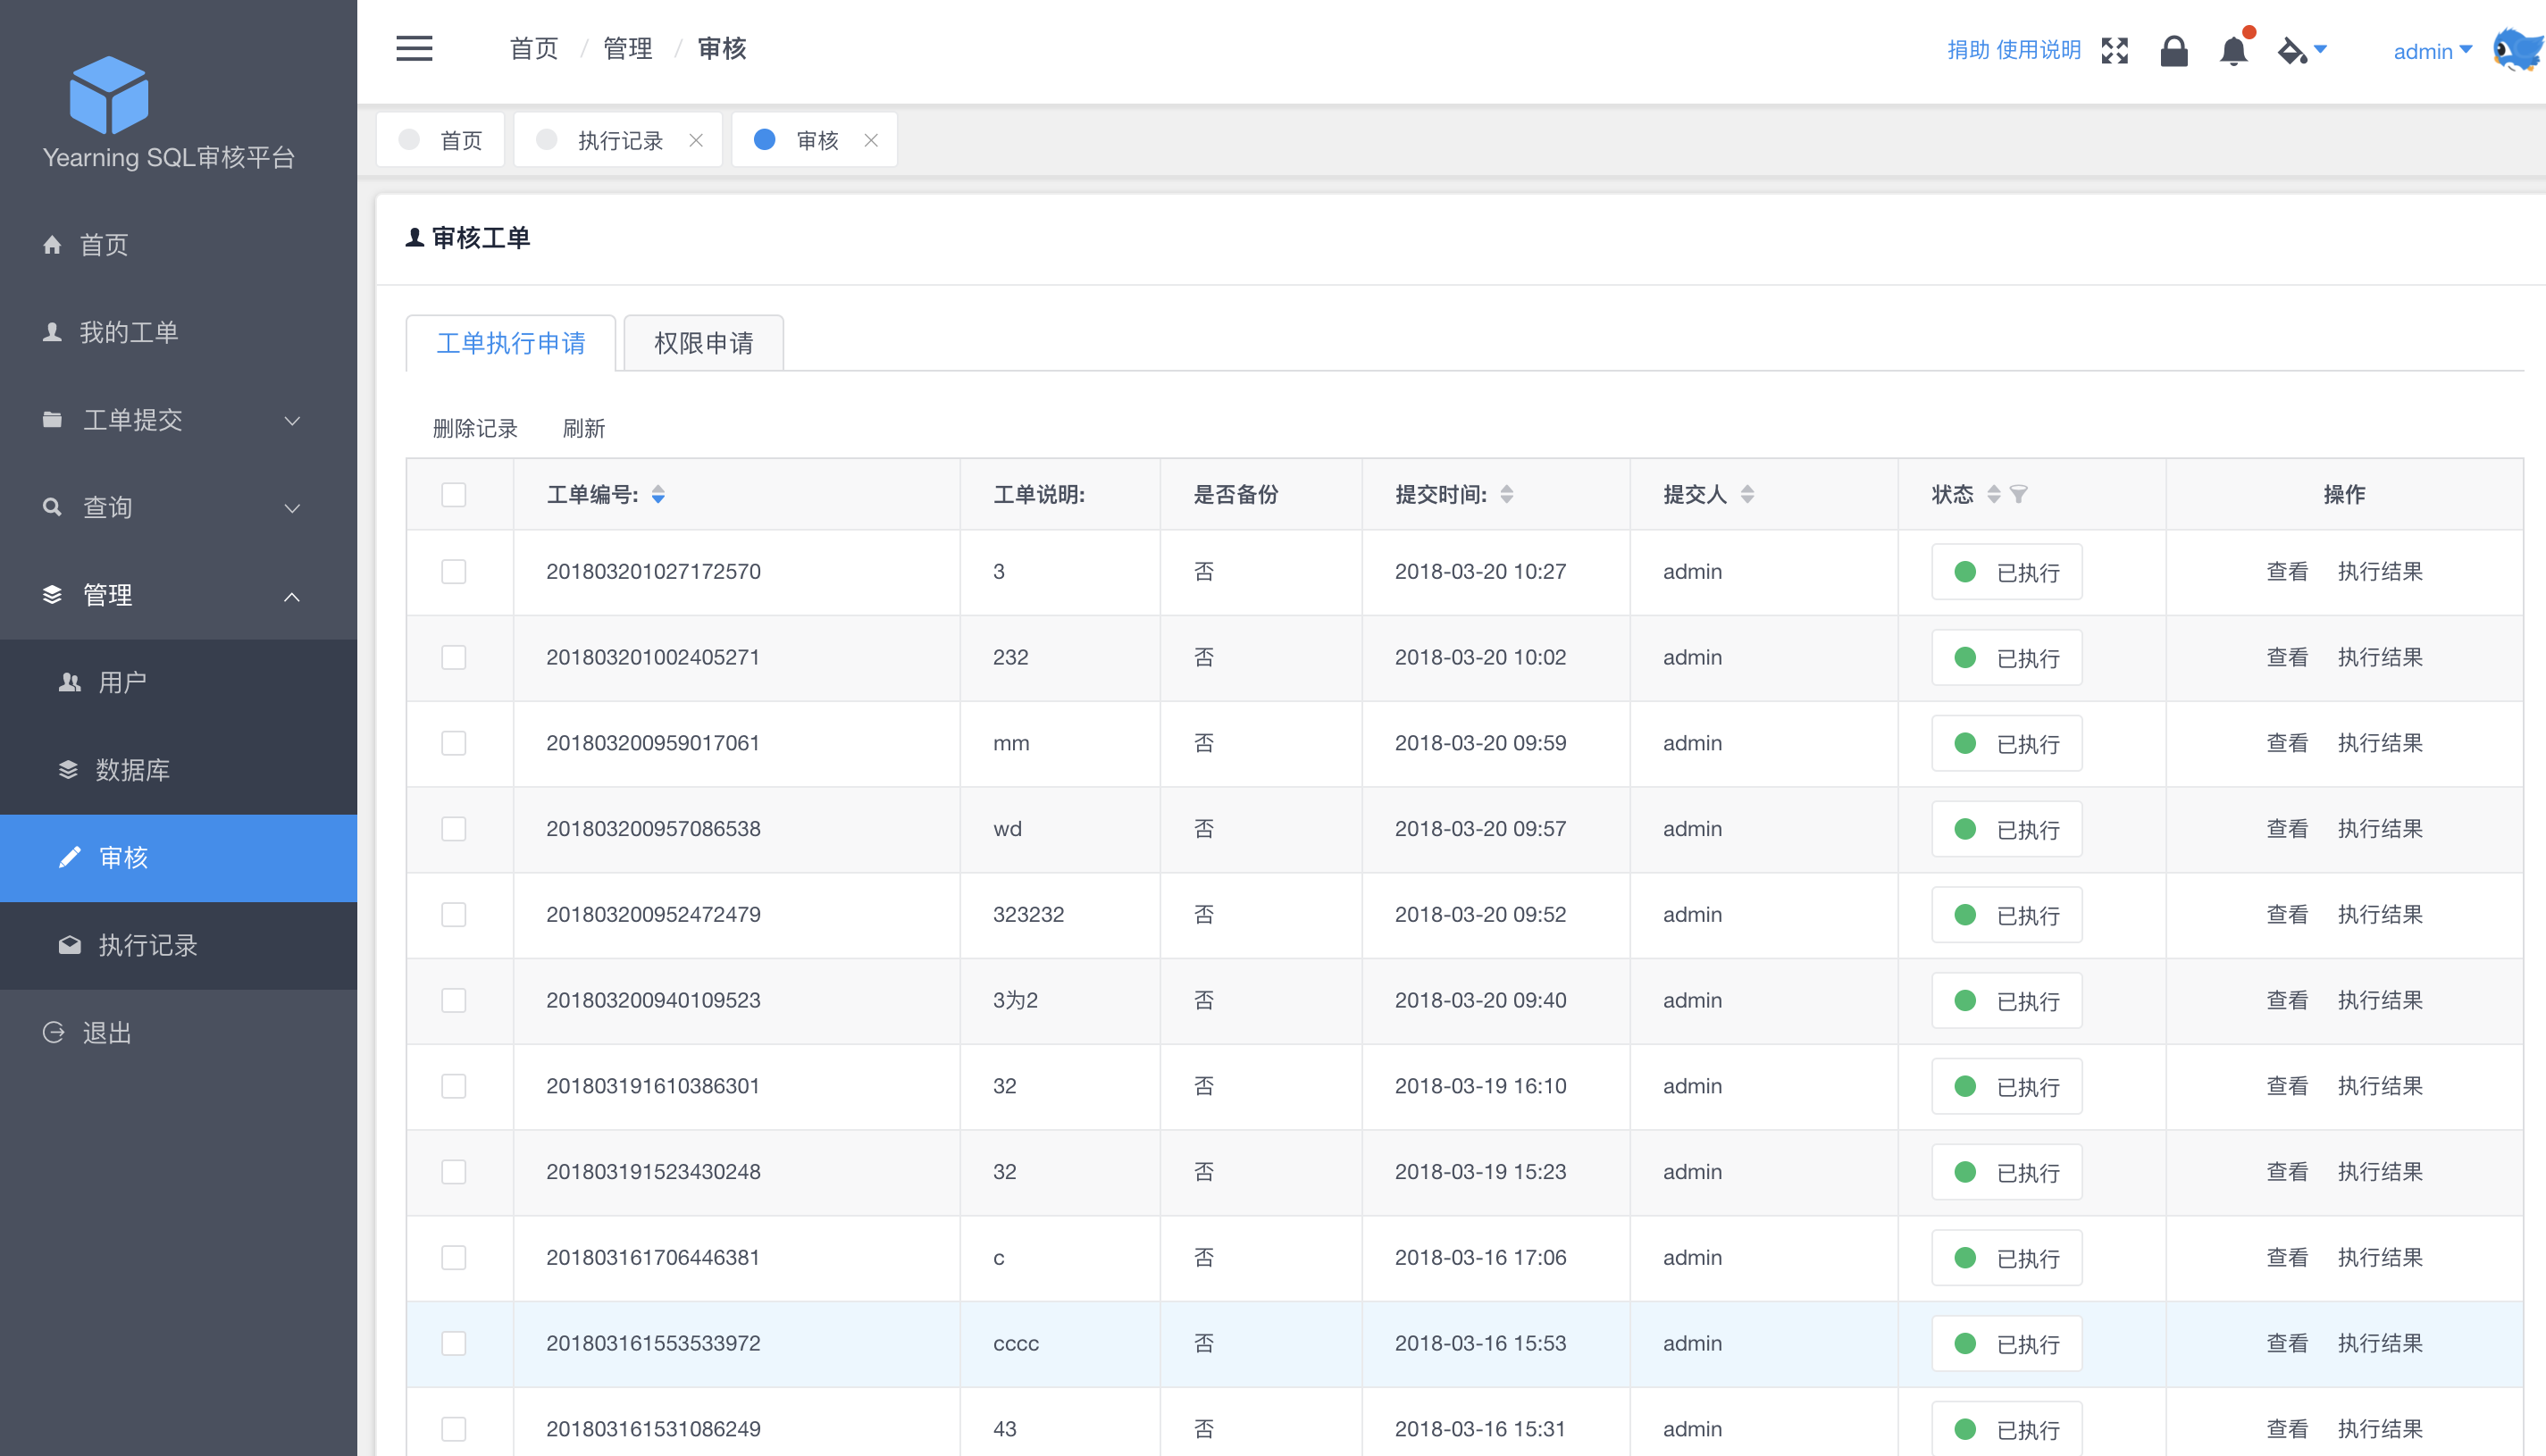 Yearning SQL审核平台
首页
我的工单
工单提交
查询
管理
用户
数据库
审核
执行记录
退出
首页 / 管理 / 审核
捐助 使用说明 admin
首页 执行记录 审核
审核工单
工单执行申请 权限申请
删除记录 刷新
工单编号: 工单说明: 是否备份 提交时间: 提交人 状态 操作
201803201027172570 3 否 2018-03-20 10:27 admin 已执行 查看 执行结果
201803201002405271 232 否 2018-03-20 10:02 admin 已执行 查看 执行结果
201803200959017061 mm 否 2018-03-20 09:59 admin 已执行 查看 执行结果
201803200957086538 wd 否 2018-03-20 09:57 admin 已执行 查看 执行结果
201803200952472479 323232 否 2018-03-20 09:52 admin 已执行 查看 执行结果
201803200940109523 3为2 否 2018-03-20 09:40 admin 已执行 查看 执行结果
201803191610386301 32 否 2018-03-19 16:10 admin 已执行 查看 执行结果
201803191523430248 32 否 2018-03-19 15:23 admin 已执行 查看 执行结果
201803161706446381 c 否 2018-03-16 17:06 admin 已执行 查看 执行结果
201803161553533972 cccc 否 2018-03-16 15:53 admin 已执行 查看 执行结果
201803161531086249 43 否 2018-03-16 15:31 admin 已执行 查看 执行结果